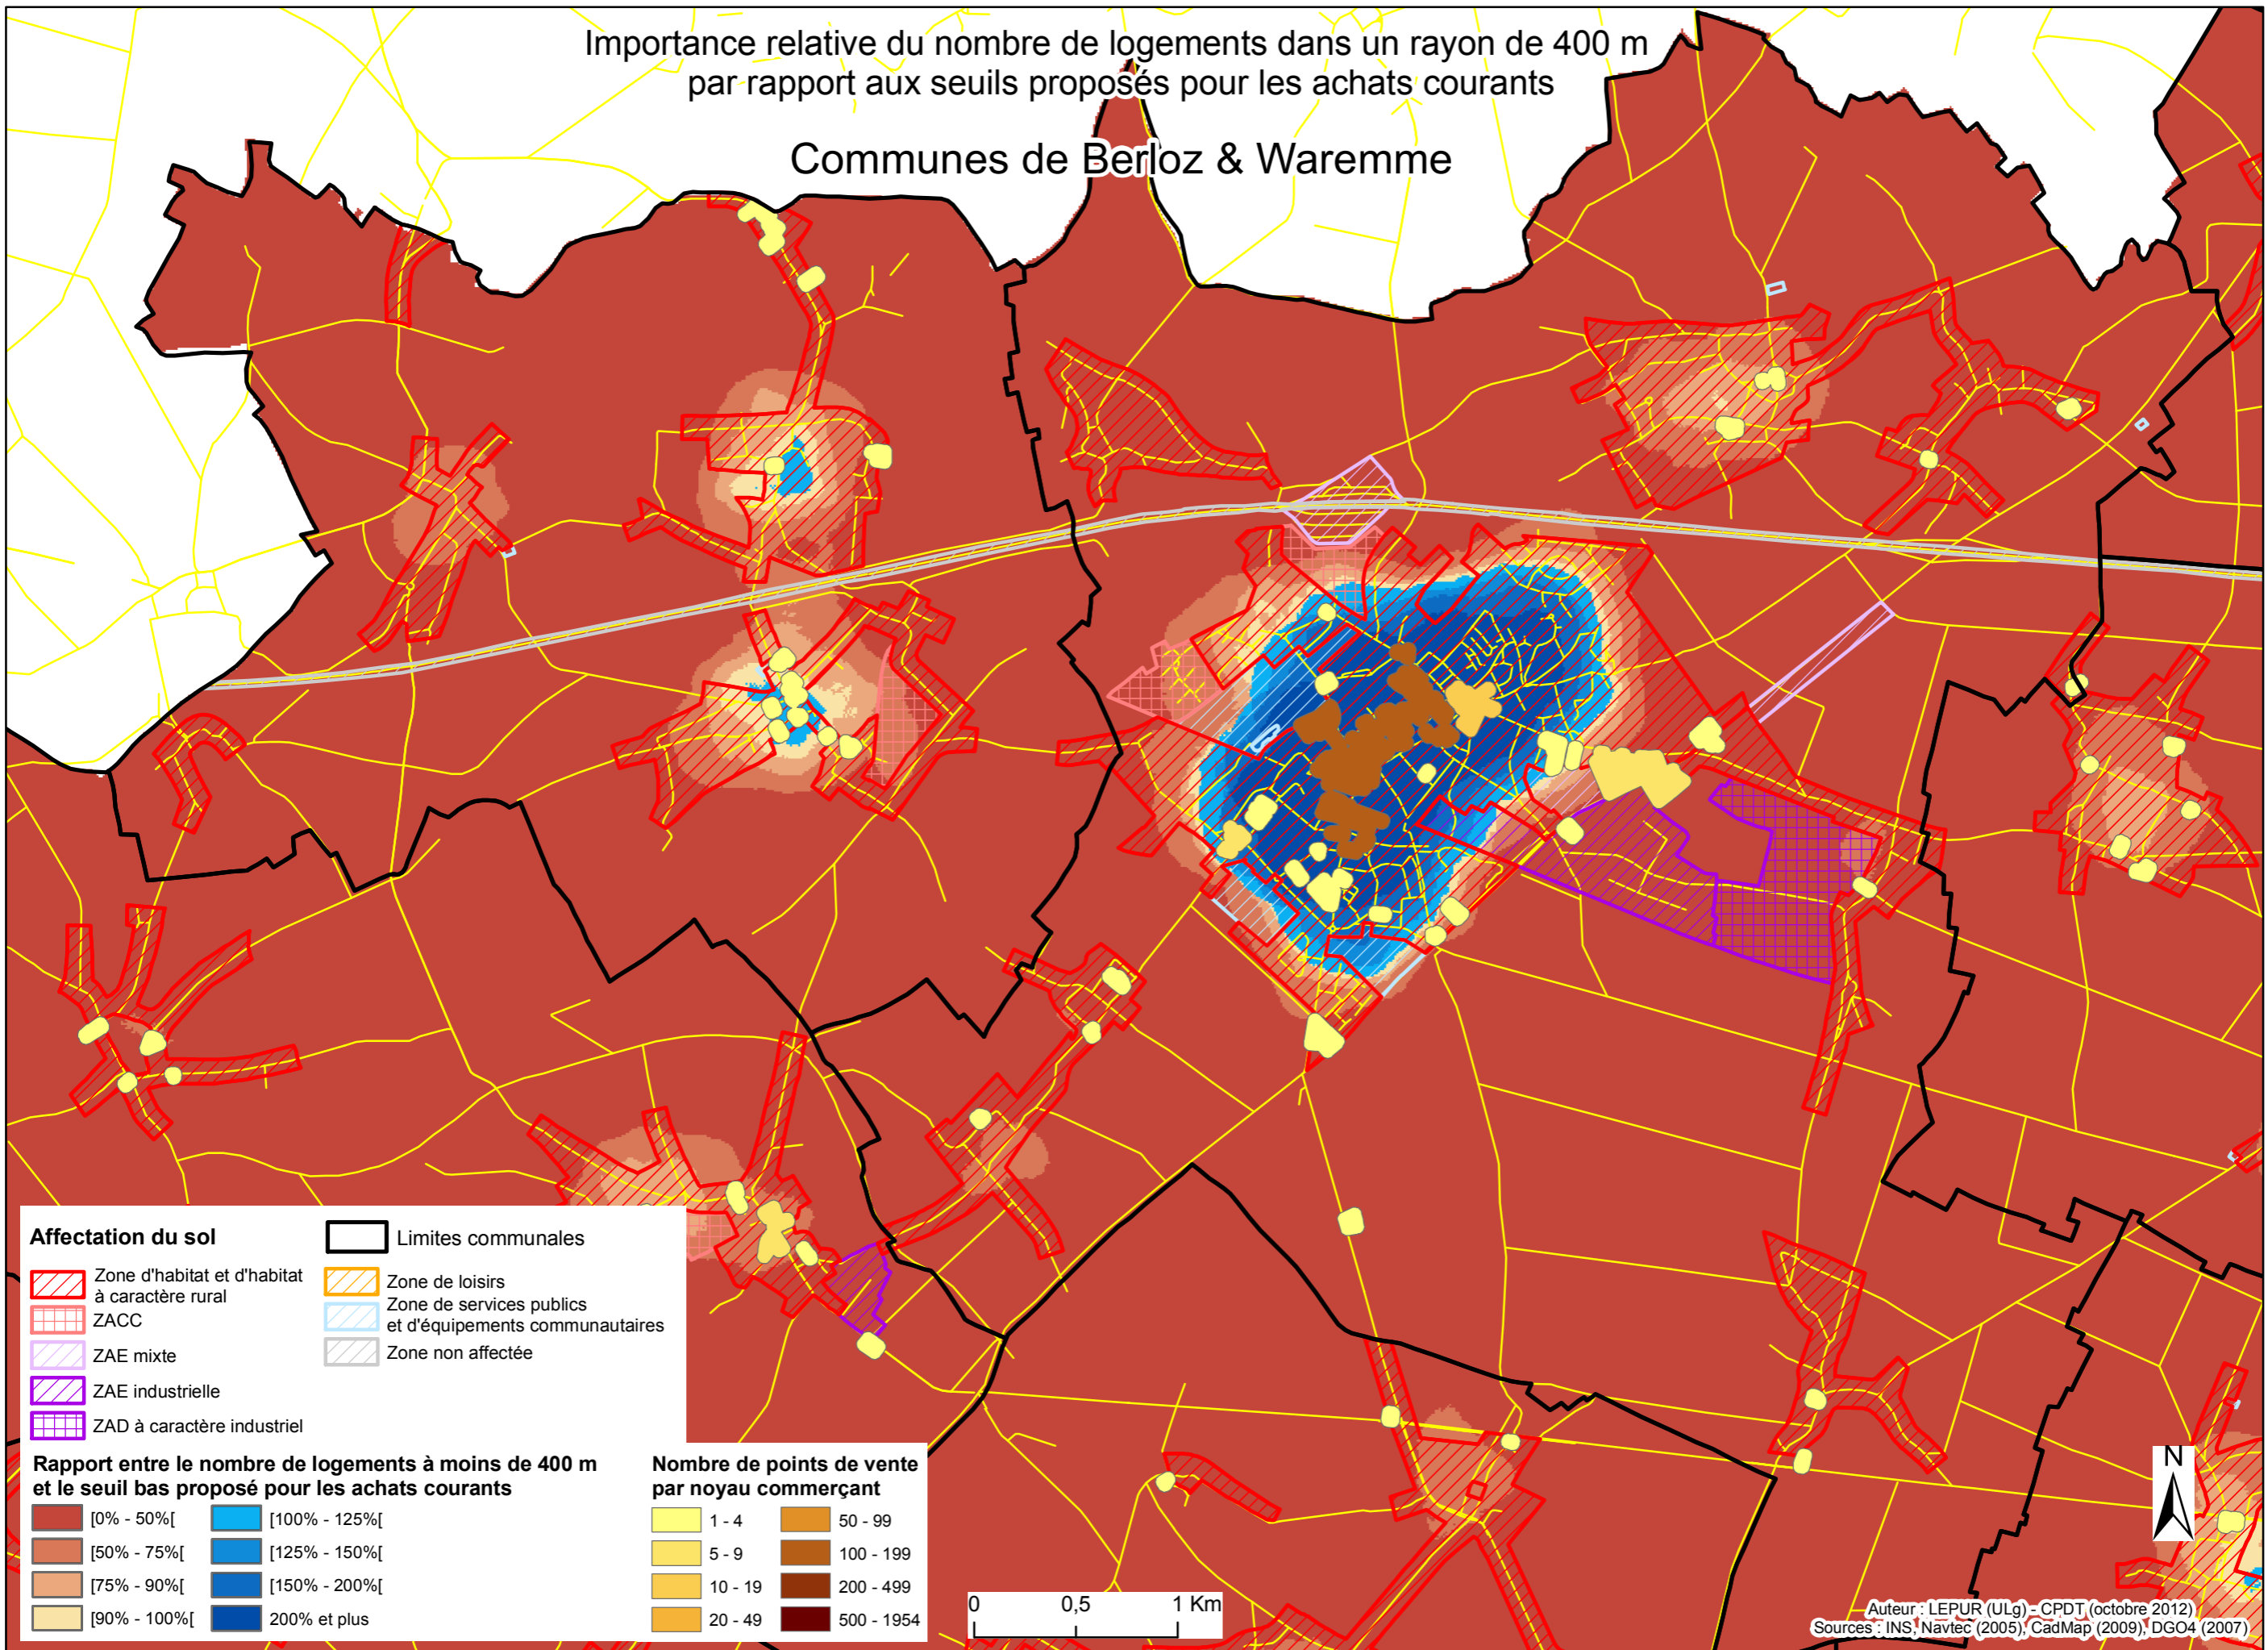 Importance relative du nombre de logements dans un rayon de 400 m
par rapport aux seuils proposés pour les achats courants
Communes de Berloz & Waremme
Affectation du sol
Zone d'habitat et d'habitat
à caractère rural
ZACC
ZAE mixte
ZAE industrielle
ZAD à caractère industriel
Limites communales
Zone de loisirs
Zone de services publics
et d'équipements communautaires
Zone non affectée
Rapport entre le nombre de logements à moins de 400 m
et le seuil bas proposé pour les achats courants
[0% - 50%[
[50% - 75%[
[75% - 90%[
[90% - 100%[
[100% - 125%[
[125% - 150%[
[150% - 200%[
200% et plus
Nombre de points de vente
par noyau commerçant
1 - 4
5 - 9
10 - 19
20 - 49
50 - 99
100 - 199
200 - 499
500 - 1954
0 0,5 1 Km
N
Auteur : LEPUR (ULg) - CPDT (octobre 2012)
Sources : INS, Navtec (2005), CadMap (2009), DGO4 (2007)